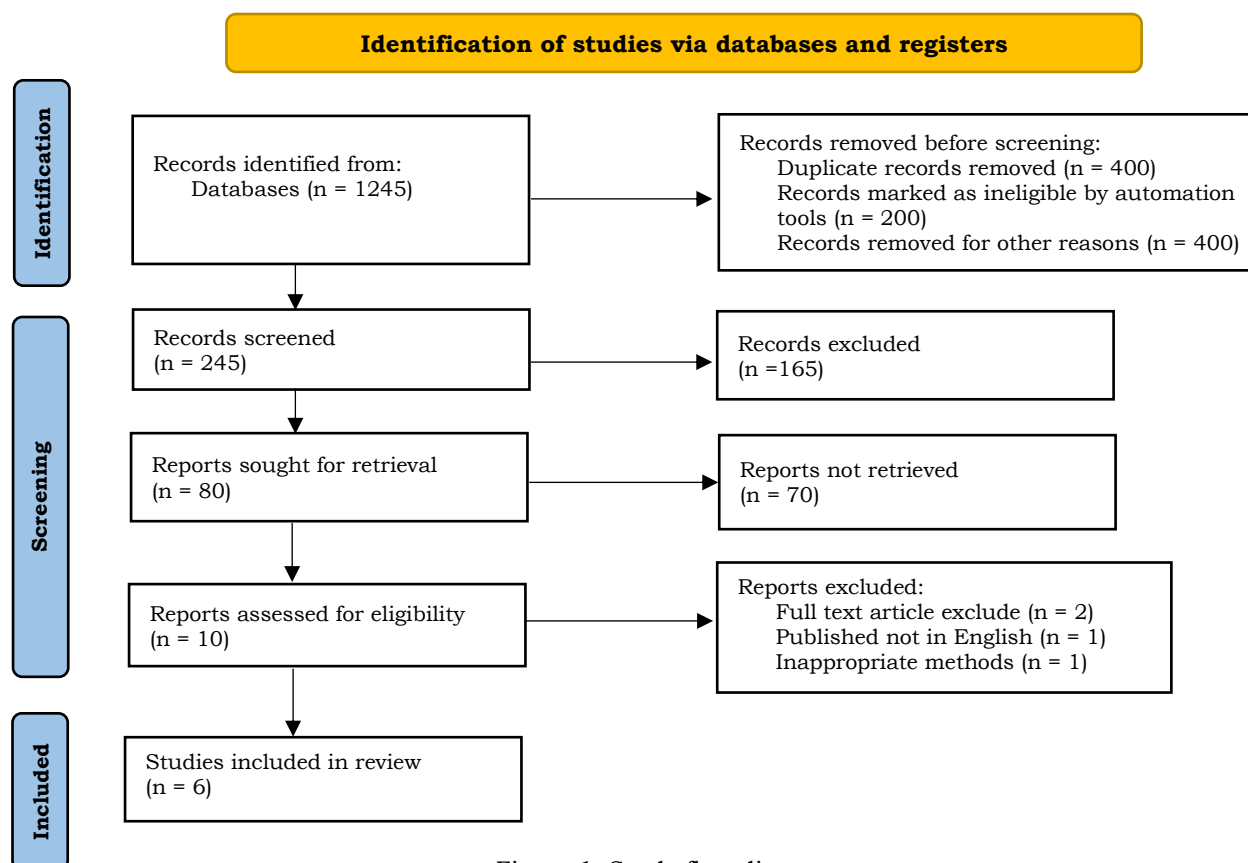 Identification of studies via databases and registers
Identification
Records identified from:
Databases (n = 1245)
Records removed before screening:
Duplicate records removed (n = 400)
Records marked as ineligible by automation
tools (n = 200)
Records removed for other reasons (n = 400)
Screening
Records screened
(n = 245)
Records excluded
(n =165)
Reports sought for retrieval
(n = 80)
Reports not retrieved
(n = 70)
Reports assessed for eligibility
(n = 10)
Reports excluded:
Full text article exclude (n = 2)
Published not in English (n = 1)
Inappropriate methods (n = 1)
Included
Studies included in review
(n = 6)